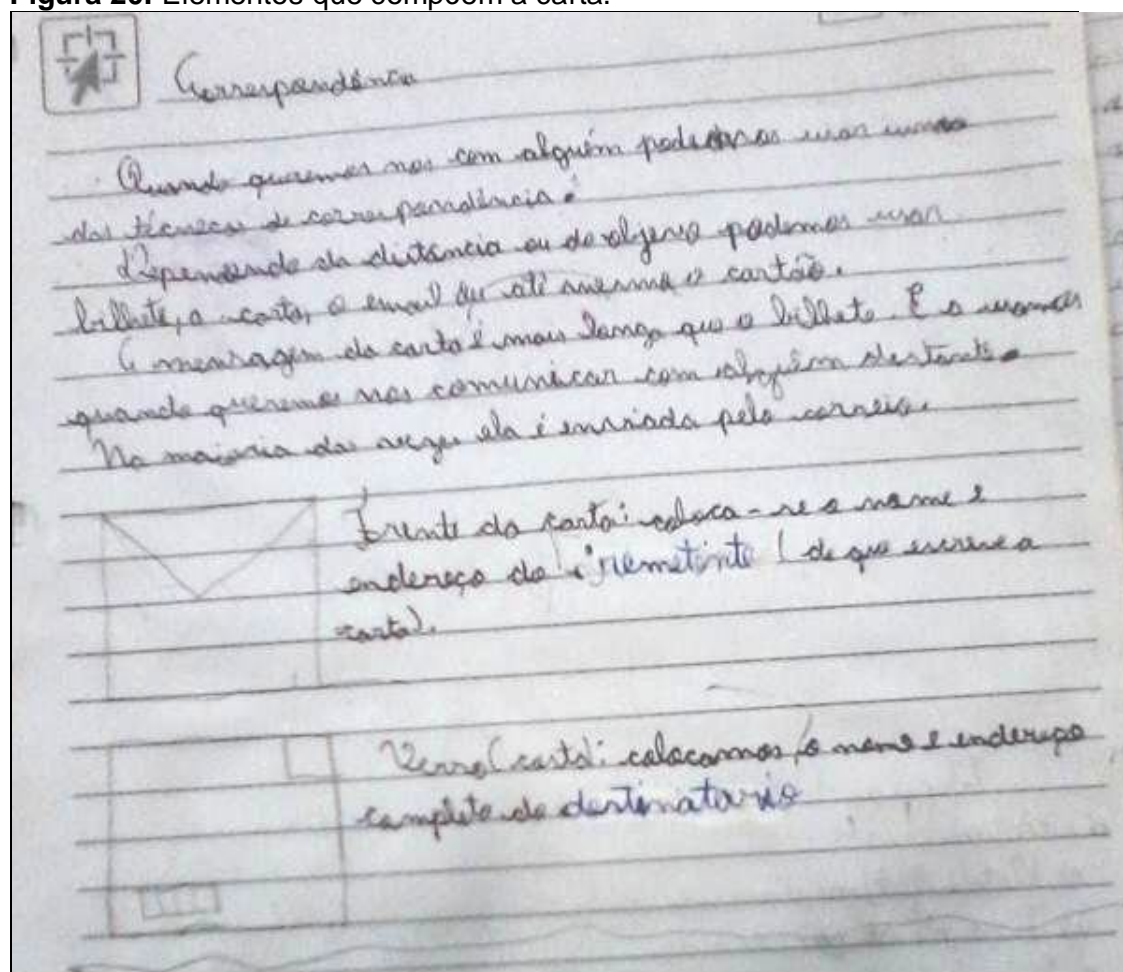 Figura 20. Elementos que compõem a carta.
Correspondência
Quando queremos nos com alguém podemos usar uma
das técnicas de correspondência.
Dependendo da distância ou do objetivo podemos usar
bilhete, a carta, o email ou até mesmo o cartão.
A mensagem da carta é mais longa que o bilhete. E a usamos
quando queremos nos comunicar com alguém distante.
Na maioria das vezes ela é enviada pelo correio.
Frente da carta: coloca-se o nome e
endereço do remetente (de que escreve a
carta).
Verso (carta): colocamos o nome e endereço
completo do destinatário